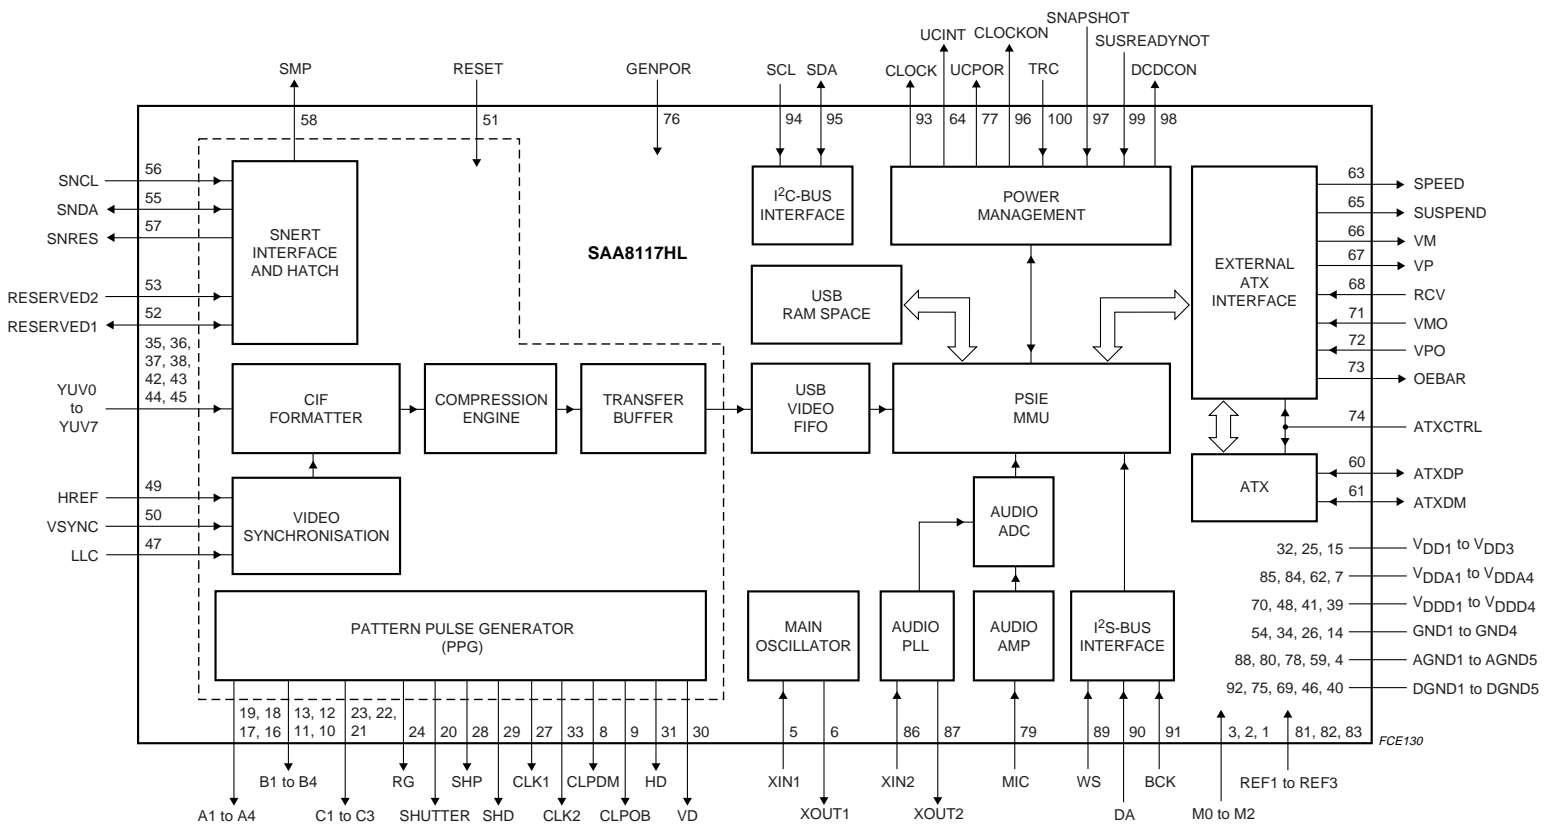 SNAPSHOT
UCINT CLOCKON
SUSREADYNOT
SMP RESET GENPOR SCL SDA CLOCK UCPOR TRC DCDCON
58 51 76 94 95 93 64 77 96 100 97 99 98
SNCL 56
SNDA 55
SNRES 57
RESERVED2 53
RESERVED1 52
SNERT
INTERFACE
AND HATCH
SAA8117HL
I2C-BUS
INTERFACE
POWER
MANAGEMENT
USB
RAM SPACE
EXTERNAL
ATX
INTERFACE
63 SPEED
65 SUSPEND
66 VM
67 VP
68 RCV
71 VMO
72 VPO
73 OEBAR
74 ATXCTRL
60 ATXDP
61 ATXDM
35, 36,
37, 38,
42, 43
44, 45
YUV0
to
YUV7
CIF
FORMATTER
COMPRESSION
ENGINE
TRANSFER
BUFFER
USB
VIDEO
FIFO
PSIE
MMU
ATX
HREF 49
VSYNC 50
LLC 47
VIDEO
SYNCHRONISATION
AUDIO
ADC
32, 25, 15 VDD1 to VDD3
85, 84, 62, 7 VDDA1 to VDDA4
70, 48, 41, 39 VDDD1 to VDDD4
54, 34, 26, 14 GND1 to GND4
88, 80, 78, 59, 4 AGND1 to AGND5
92, 75, 69, 46, 40 DGND1 to DGND5
PATTERN PULSE GENERATOR
(PPG)
MAIN
OSCILLATOR
AUDIO
PLL
AUDIO
AMP
I2S-BUS
INTERFACE
19, 18
17, 16
13, 12
11, 10
23, 22,
21
24 20 28 29 27 33 8 9 31 30 5 6 86 87 79 89 90 91 3, 2, 1 81, 82, 83
FCE130
B1 to B4 RG SHP CLK1 CLPDM HD XIN1 XIN2 MIC WS BCK REF1 to REF3
A1 to A4 C1 to C3 SHUTTER SHD CLK2 CLPOB VD XOUT1 XOUT2 DA M0 to M2